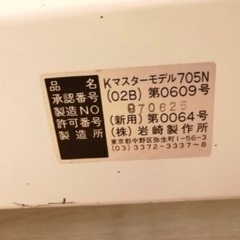 品名 Kマスターモデル705N
承認番号 (02B) 第0609号
製造NO 970625
許可番号 (新用) 第0064号
製造元 (株) 岩崎製作所
東京都中野区弥生町1-56-3
(03) 3372-3337~8